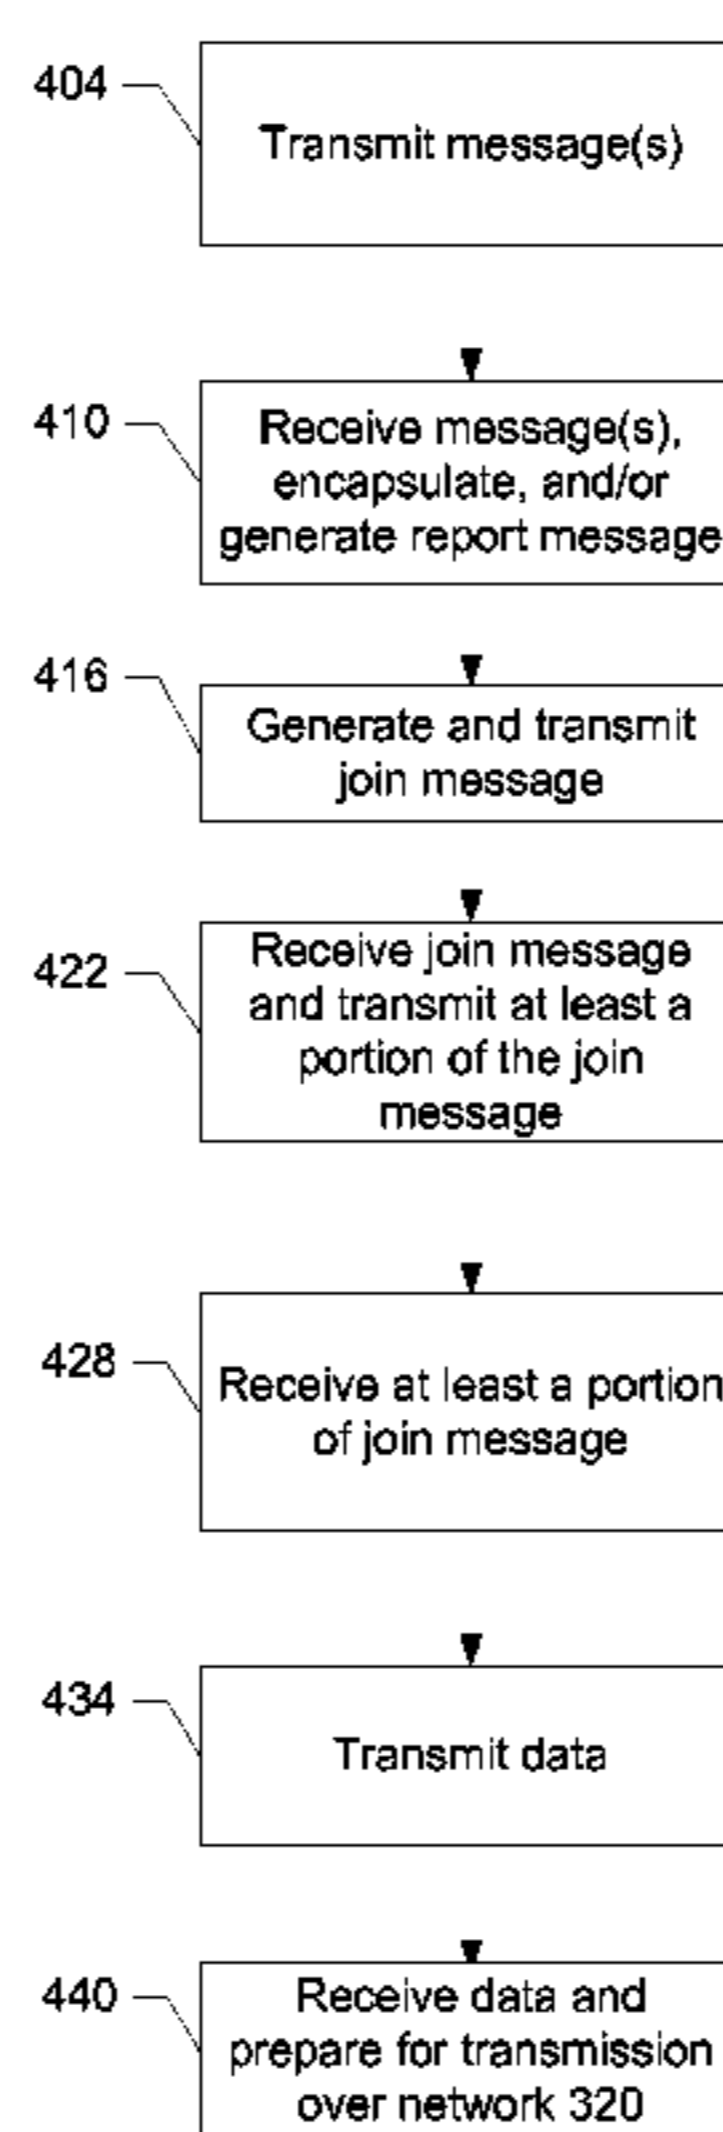 404
Transmit message(s)
410
Receive message(s),
encapsulate, and/or
generate report message
416
Generate and transmit
join message
422
Receive join message
and transmit at least a
portion of the join
message
428
Receive at least a portion
of join message
434
Transmit data
440
Receive data and
prepare for transmission
over network 320